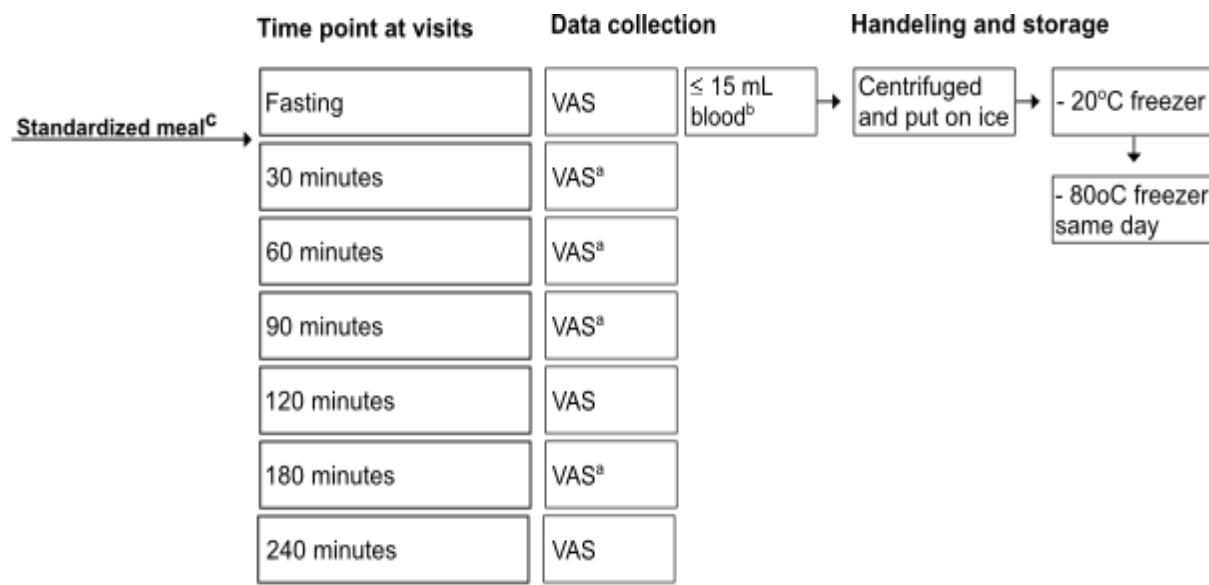 Time point at visits
Data collection
Handeling and storage
Fasting
VAS
≤ 15 mL
bloodᵇ
Centrifuged
and put on ice
- 20°C freezer
Standardized mealᶜ
30 minutes
VASᵃ
- 80oC freezer
same day
60 minutes
VASᵃ
90 minutes
VASᵃ
120 minutes
VAS
180 minutes
VASᵃ
240 minutes
VAS